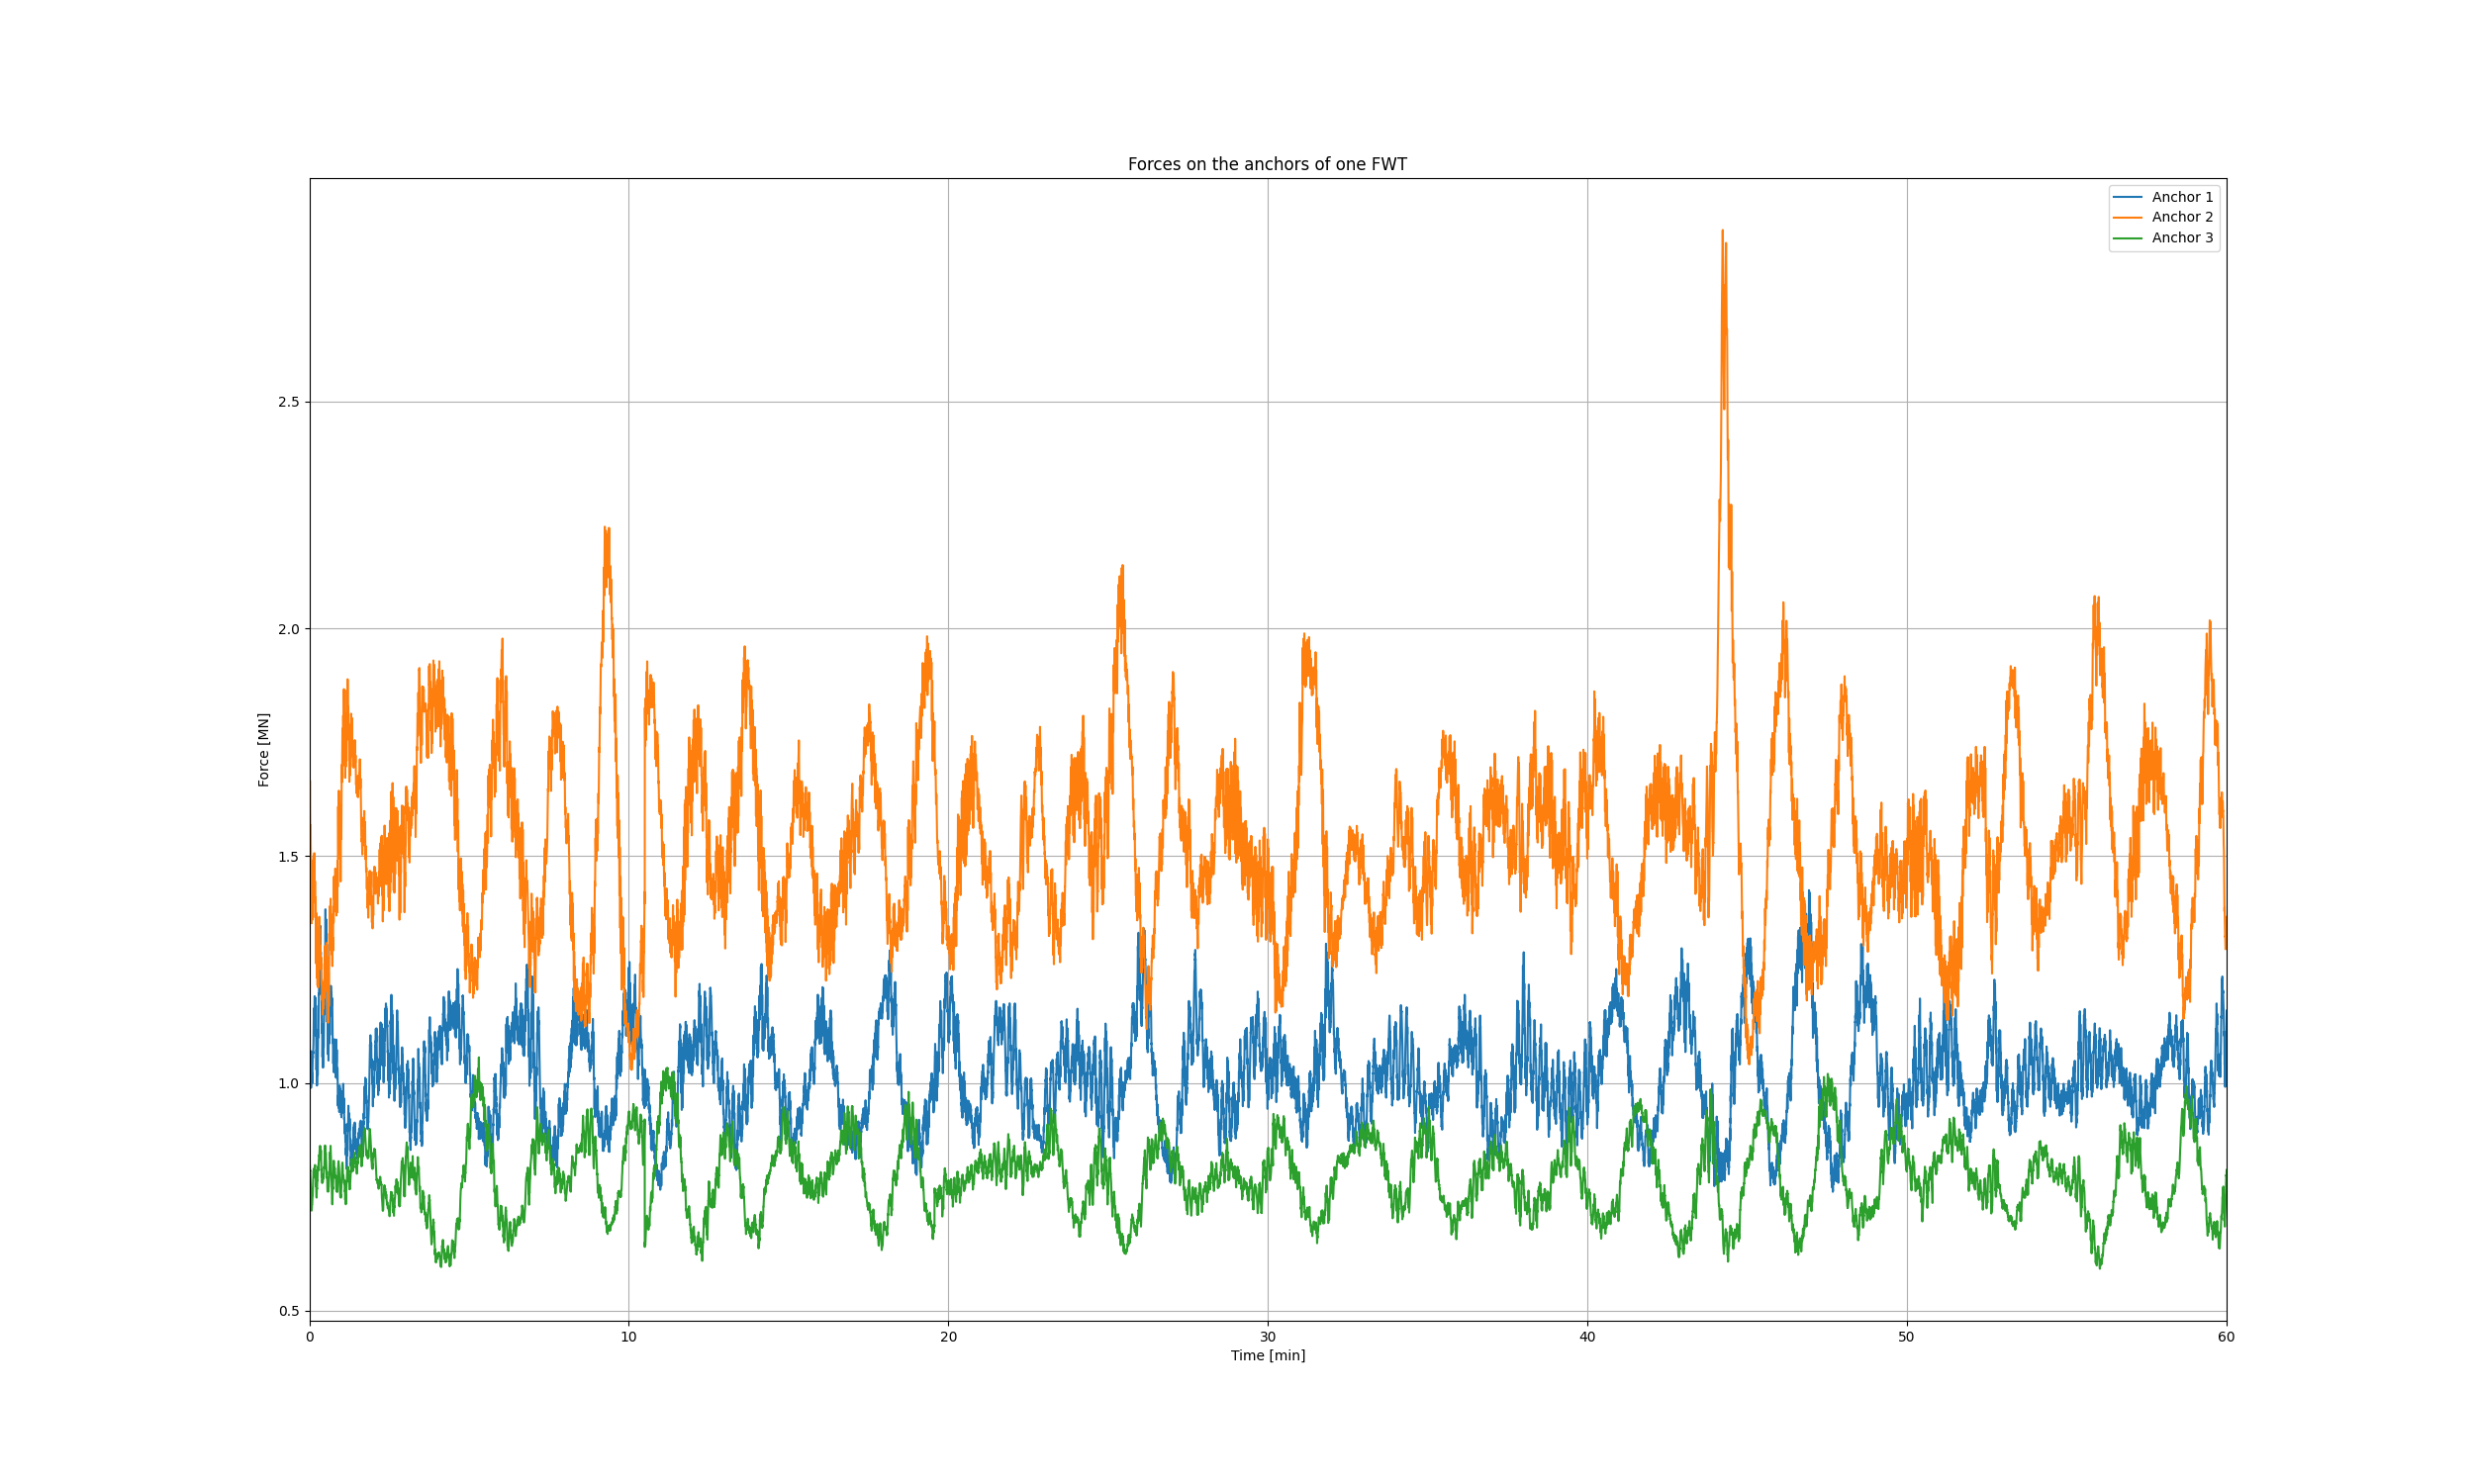 Forces on the anchors of one FWT
Anchor 1
Anchor 2
Anchor 3
Force [MN]
2.5
2.0
1.5
1.0
0.5
0 10 20 30 40 50 60
Time [min]